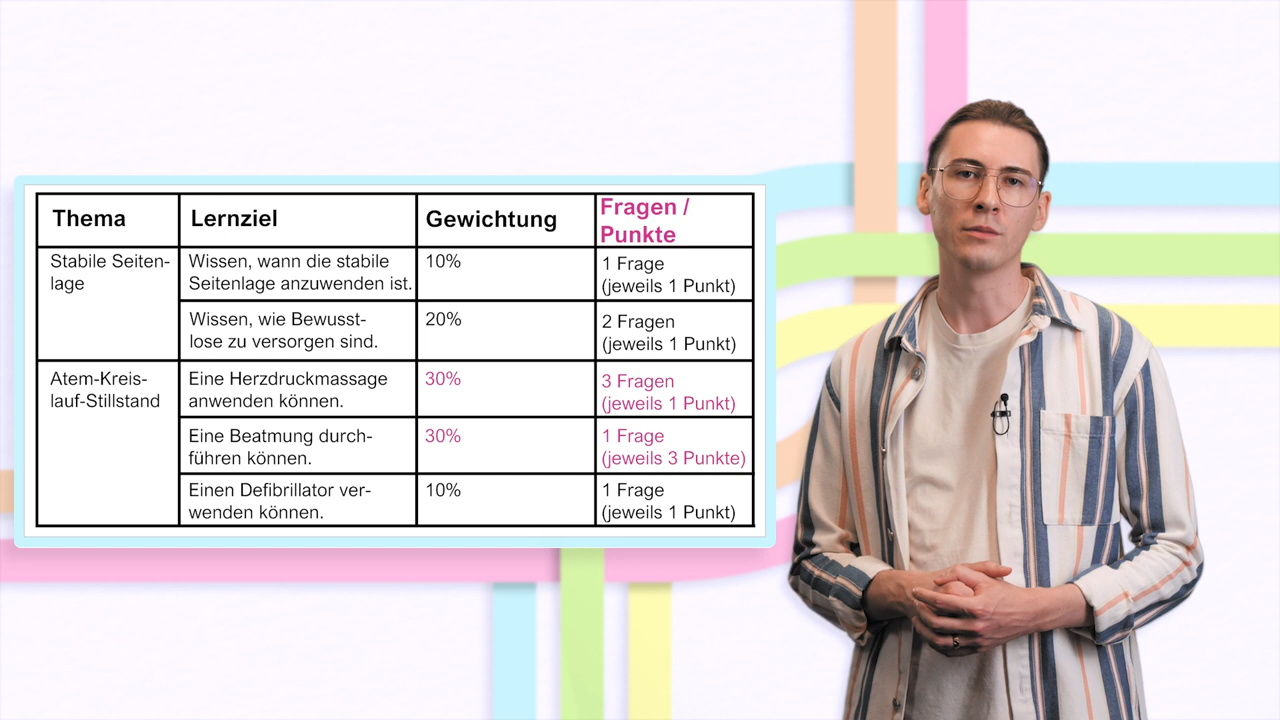 Thema
Lernziel
Gewichtung
Fragen /
Punkte
Stabile Seiten-
lage
Wissen, wann die stabile
Seitenlage anzuwenden ist.
10%
1 Frage
(jeweils 1 Punkt)
Wissen, wie Bewusst-
lose zu versorgen sind.
20%
2 Fragen
(jeweils 1 Punkt)
Atem-Kreis-
lauf-Stillstand
Eine Herzdruckmassage
anwenden können.
30%
3 Fragen
(jeweils 1 Punkt)
Eine Beatmung durch-
führen können.
30%
1 Frage
(jeweils 3 Punkte)
Einen Defibrillator ver-
wenden können.
10%
1 Frage
(jeweils 1 Punkt)